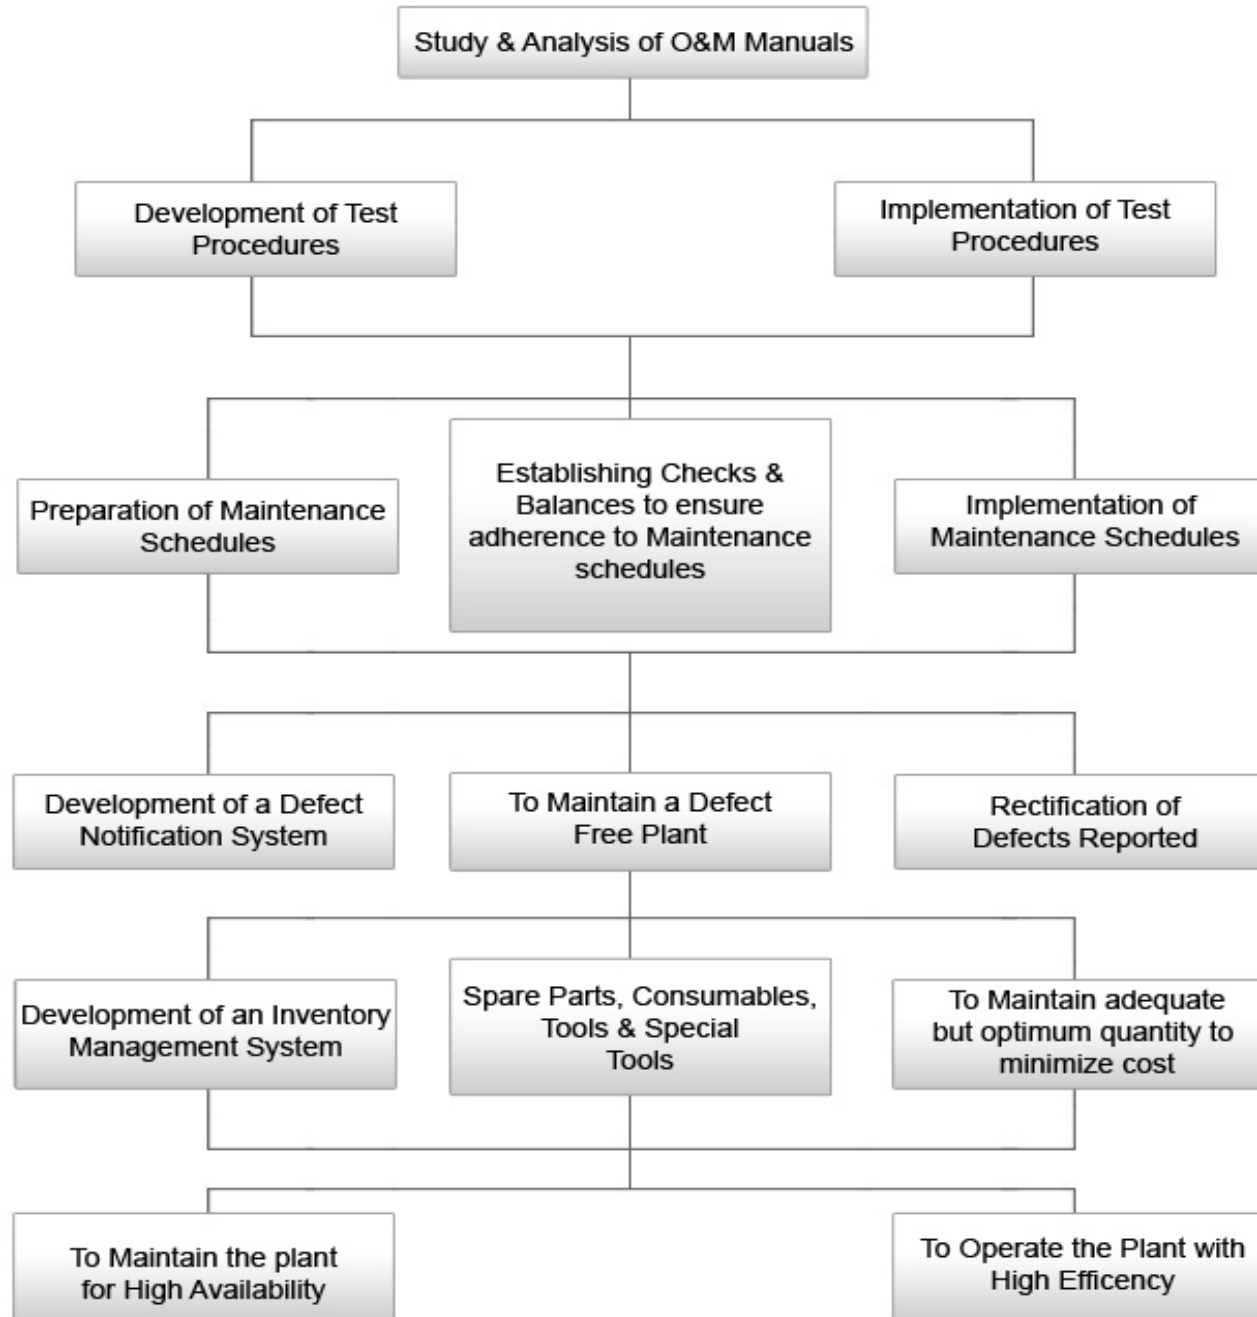 Study & Analysis of O&M Manuals
Development of Test
Procedures
Implementation of Test
Procedures
Preparation of Maintenance
Schedules
Establishing Checks &
Balances to ensure
adherence to Maintenance
schedules
Implementation of
Maintenance Schedules
Development of a Defect
Notification System
To Maintain a Defect
Free Plant
Rectification of
Defects Reported
Development of an Inventory
Management System
Spare Parts, Consumables,
Tools & Special
Tools
To Maintain adequate
but optimum quantity to
minimize cost
To Maintain the plant
for High Availability
To Operate the Plant with
High Efficency